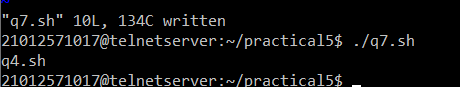 "q7.sh" 10L, 134C written
21012571017@telnetserver:~/practical5$ ./q7.sh
q4.sh
21012571017@telnetserver:~/practical5$